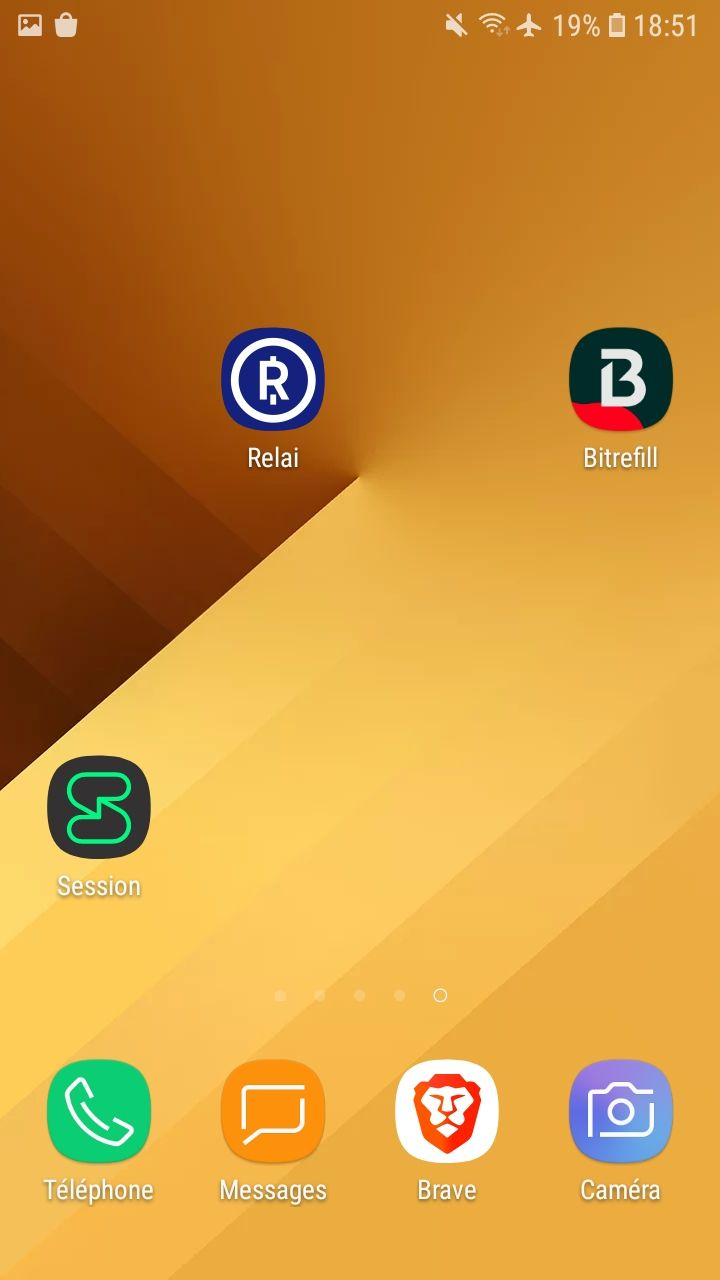 19% 18:51
Relai
Bitrefill
Session
Téléphone
Messages
Brave
Caméra